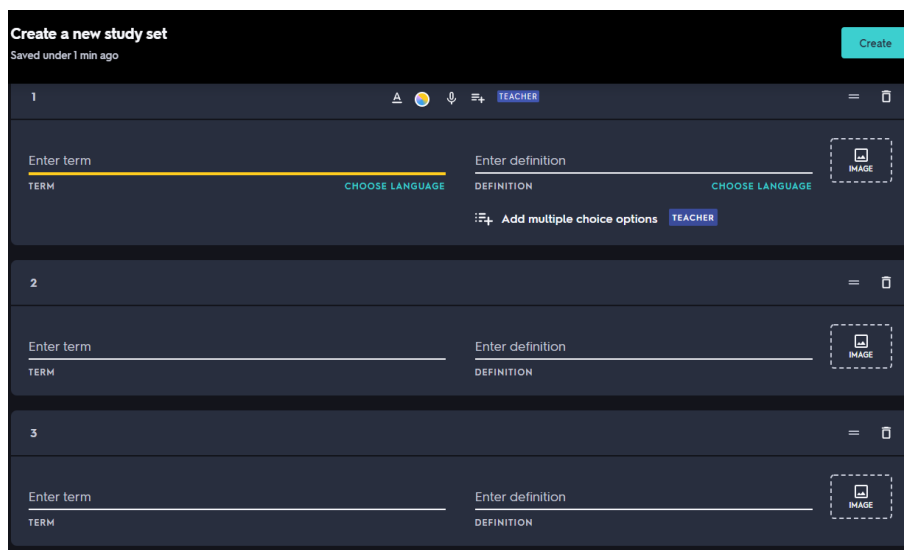 Create a new study set
Saved under 1 min ago
Create
1 A TEACHER
Enter term Enter definition
IMAGE
TERM CHOOSE LANGUAGE DEFINITION CHOOSE LANGUAGE
Add multiple choice options TEACHER
2
Enter term Enter definition
IMAGE
TERM DEFINITION
3
Enter term Enter definition
IMAGE
TERM DEFINITION